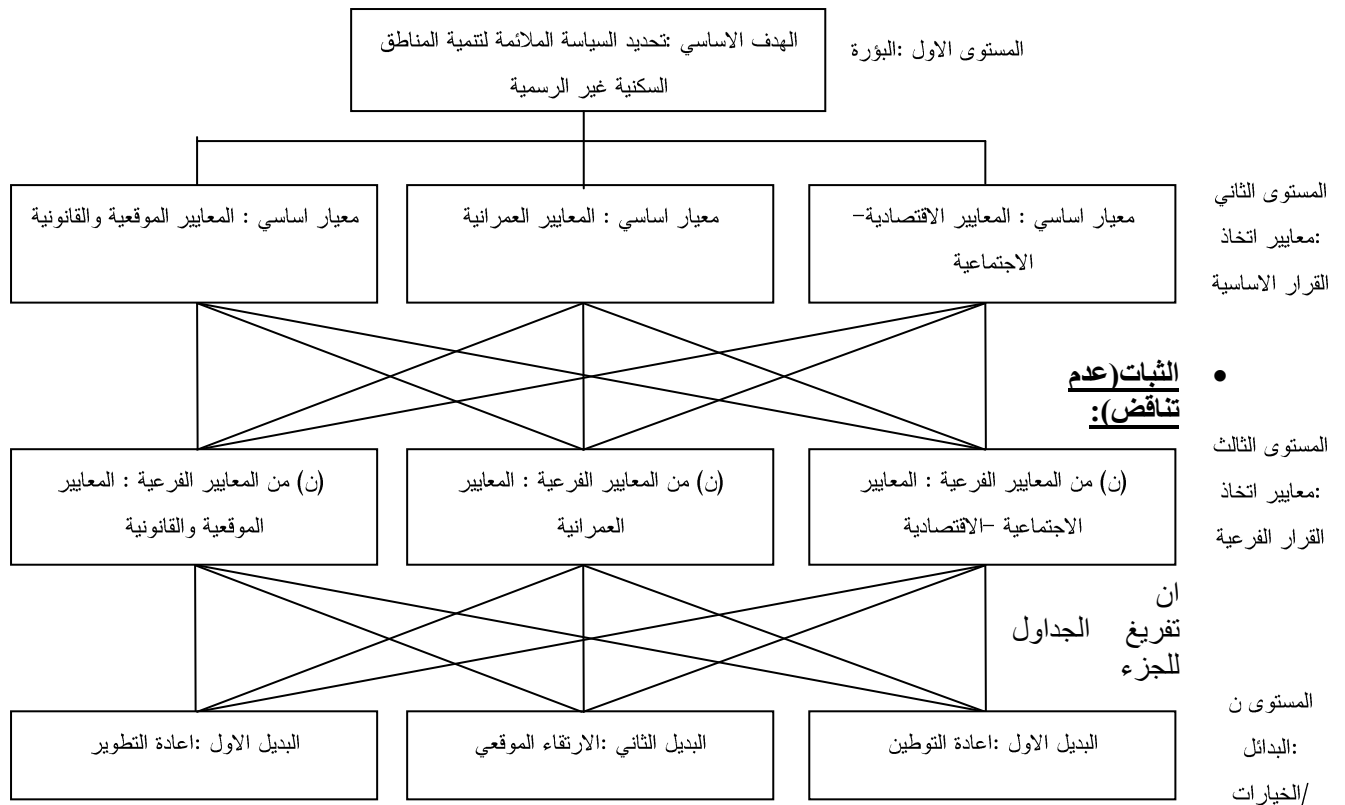 الهدف الاساسي :تحديد السياسة الملائمة لتنمية المناطق
السكنية غير الرسمية
المستوى الاول :البؤرة
المستوى الثاني
:معايير اتخاذ
القرار الاساسية
معيار اساسي : المعايير الاقتصادية–
الاجتماعية
معيار اساسي : المعايير العمرانية
معيار اساسي : المعايير الموقعية والقانونية
• الثبات(عدم
تناقض):
المستوى الثالث
:معايير اتخاذ
القرار الفرعية
(ن) من المعايير الفرعية : المعايير
الاجتماعية –الاقتصادية
(ن) من المعايير الفرعية : المعايير
العمرانية
(ن) من المعايير الفرعية : المعايير
الموقعية والقانونية
ان
تفريغ الجداول
للجزء
المستوى ن
:البدائل
/الخيارات
البديل الاول :اعادة التوطين
البديل الثاني :الارتقاء الموقعي
البديل الاول :اعادة التطوير